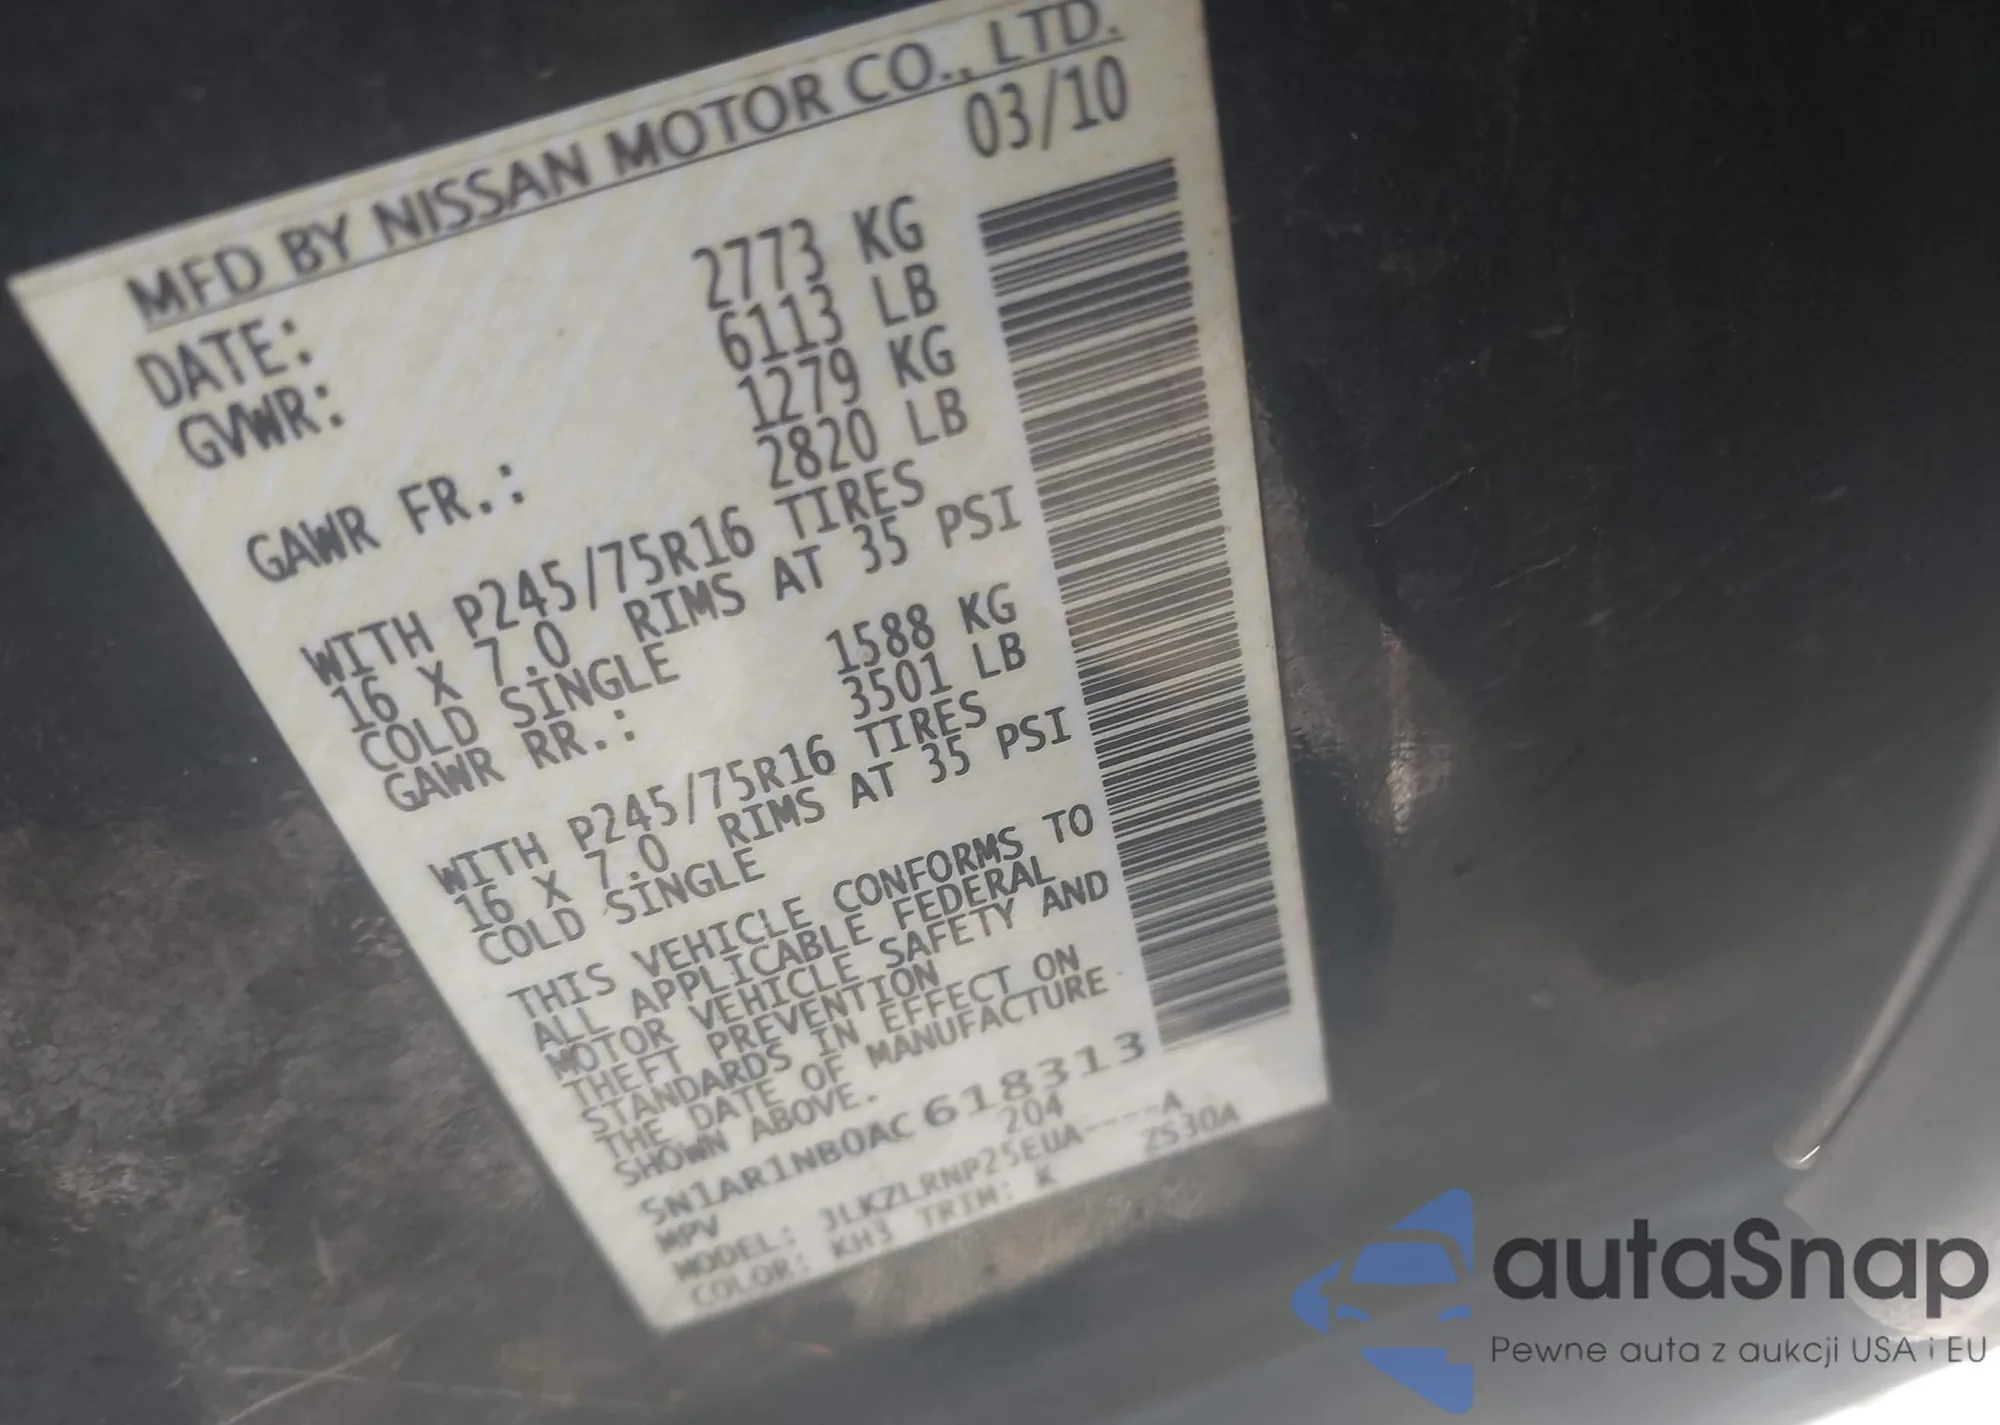 MFD BY NISSAN MOTOR CO., LTD.
DATE: 03/10
GVWR: 2773 KG
6113 LB
GAWR FR.: 1279 KG
2820 LB
WITH P245/75R16 TIRES
16 X 7.0 RIMS AT 35 PSI
COLD SINGLE
GAWR RR.: 1588 KG
3501 LB
WITH P245/75R16 TIRES
16 X 7.0 RIMS AT 35 PSI
COLD SINGLE
THIS VEHICLE CONFORMS TO
ALL APPLICABLE FEDERAL
MOTOR VEHICLE SAFETY AND
THEFT PREVENTION
STANDARDS IN EFFECT ON
THE DATE OF MANUFACTURE
SHOWN ABOVE.
5N1AR1NB0AC618313
MPV 204
MODEL: JLKZLRNP25EUA----A
COLOR: KH3 TRIM: K ZS30A
autaSnap
Pewne auta z aukcji USA i EU